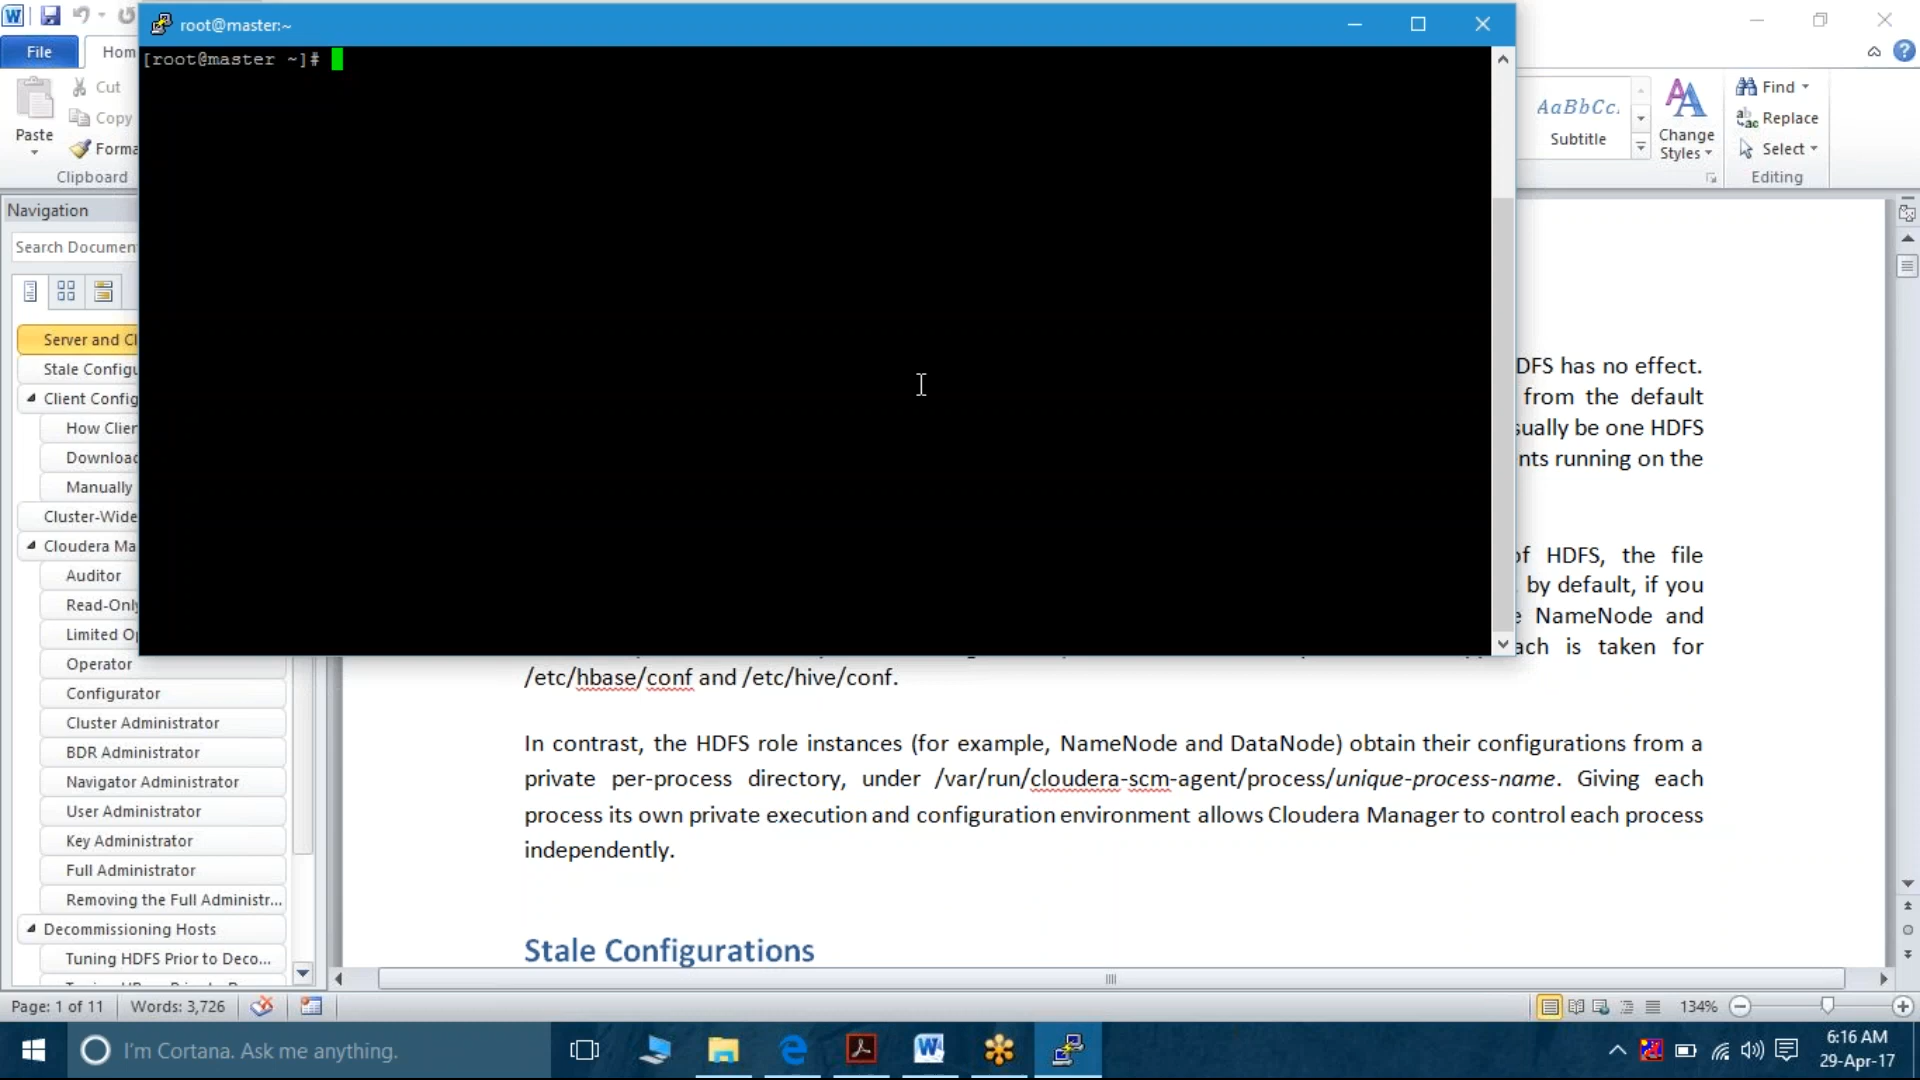 root@master:~
[root@master ~]#
File
Hom
Cut
Copy
Paste
Forma
Clipboard
AaBbCc.
Subtitle
Change
Styles
Find
Replace
Select
Editing
Navigation
Search Documen
Server and Cl
Stale Configu
Client Config
How Clier
Download
Manually
Cluster-Wide
Cloudera Ma
Auditor
Read-Only
Limited Op
Operator
Configurator
Cluster Administrator
BDR Administrator
Navigator Administrator
User Administrator
Key Administrator
Full Administrator
Removing the Full Administr...
Decommissioning Hosts
Tuning HDFS Prior to Deco...
DFS has no effect.
from the default
sually be one HDFS
nts running on the
of HDFS, the file
by default, if you
e NameNode and
ach is taken for
/etc/hbase/conf and /etc/hive/conf.
In contrast, the HDFS role instances (for example, NameNode and DataNode) obtain their configurations from a
private per-process directory, under /var/run/cloudera-scm-agent/process/unique-process-name. Giving each
process its own private execution and configuration environment allows Cloudera Manager to control each process
independently.
Stale Configurations
Page: 1 of 11
Words: 3,726
134%
I'm Cortana. Ask me anything.
6:16 AM
29-Apr-17